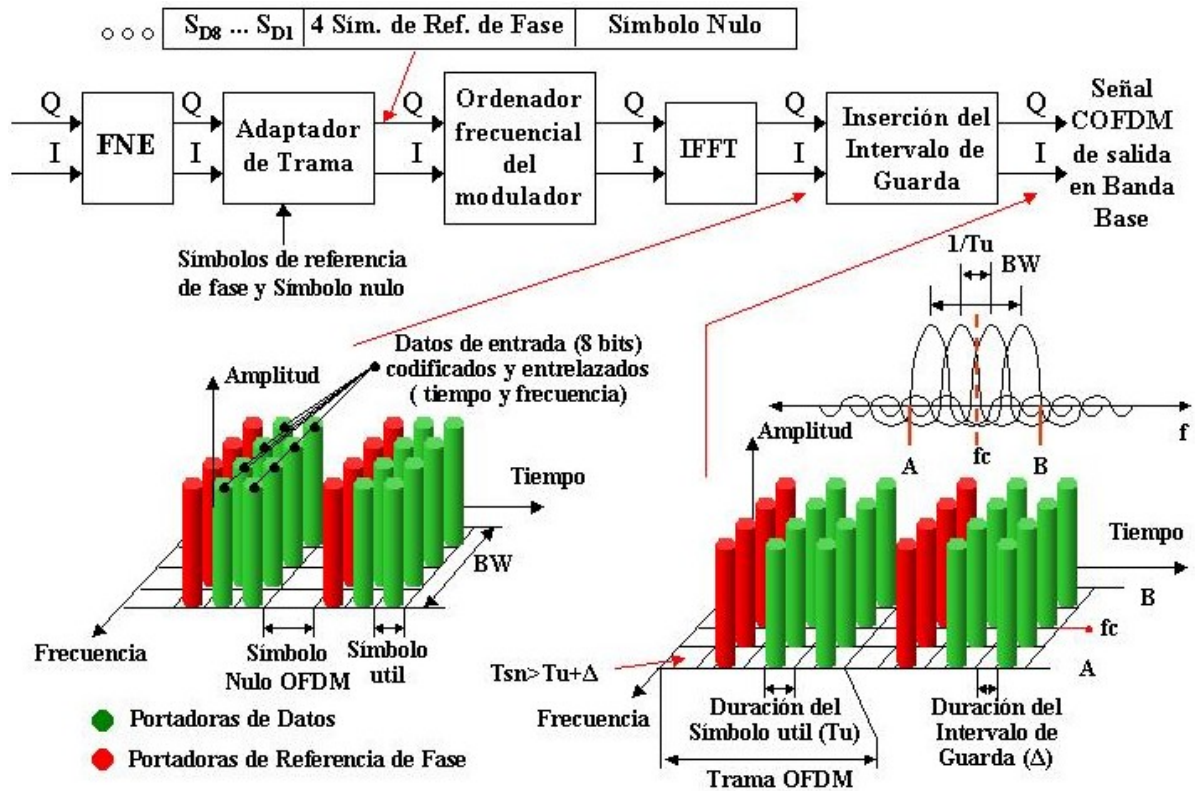 S_D8 ... S_D1 4 Sím. de Ref. de Fase Símbolo Nulo
Q Q Q Q Q Q
I I I I I I
FNE
Adaptador
de Trama
Ordenador
frecuencial
del
modulador
IFFT
Inserción del
Intervalo de
Guarda
Señal
COFDM
de salida
en Banda
Base
Símbolos de referencia
de fase y Símbolo nulo
1/Tu
BW
f
A
fc
B
Datos de entrada (8 bits)
codificados y entrelazados
( tiempo y frecuencia)
Amplitud
Tiempo
BW
Frecuencia
Símbolo
Nulo OFDM
Símbolo
util
Amplitud
Tiempo
B
fc
A
Tsn>Tu+Δ
Frecuencia
Duración del
Símbolo util (Tu)
Duración del
Intervalo de
Guarda (Δ)
Trama OFDM
Portadoras de Datos
Portadoras de Referencia de Fase